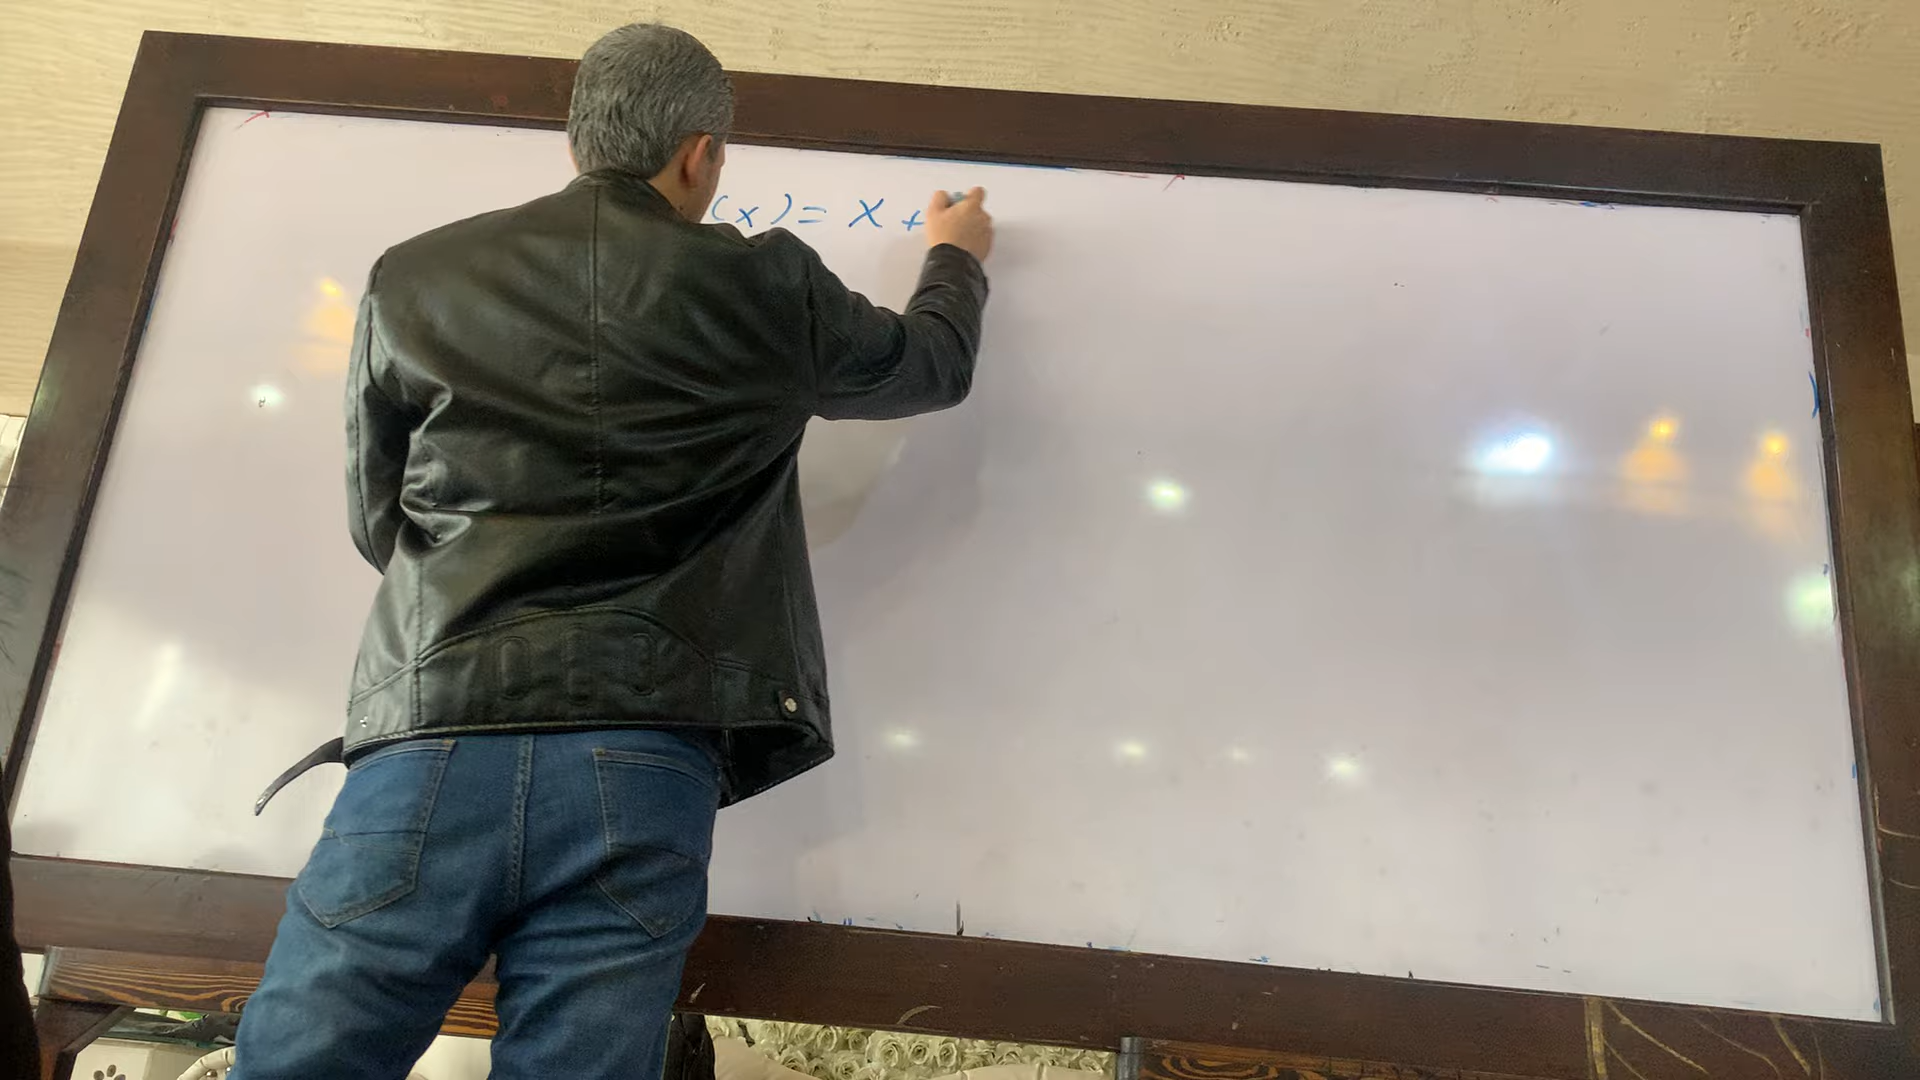 (x) = x +